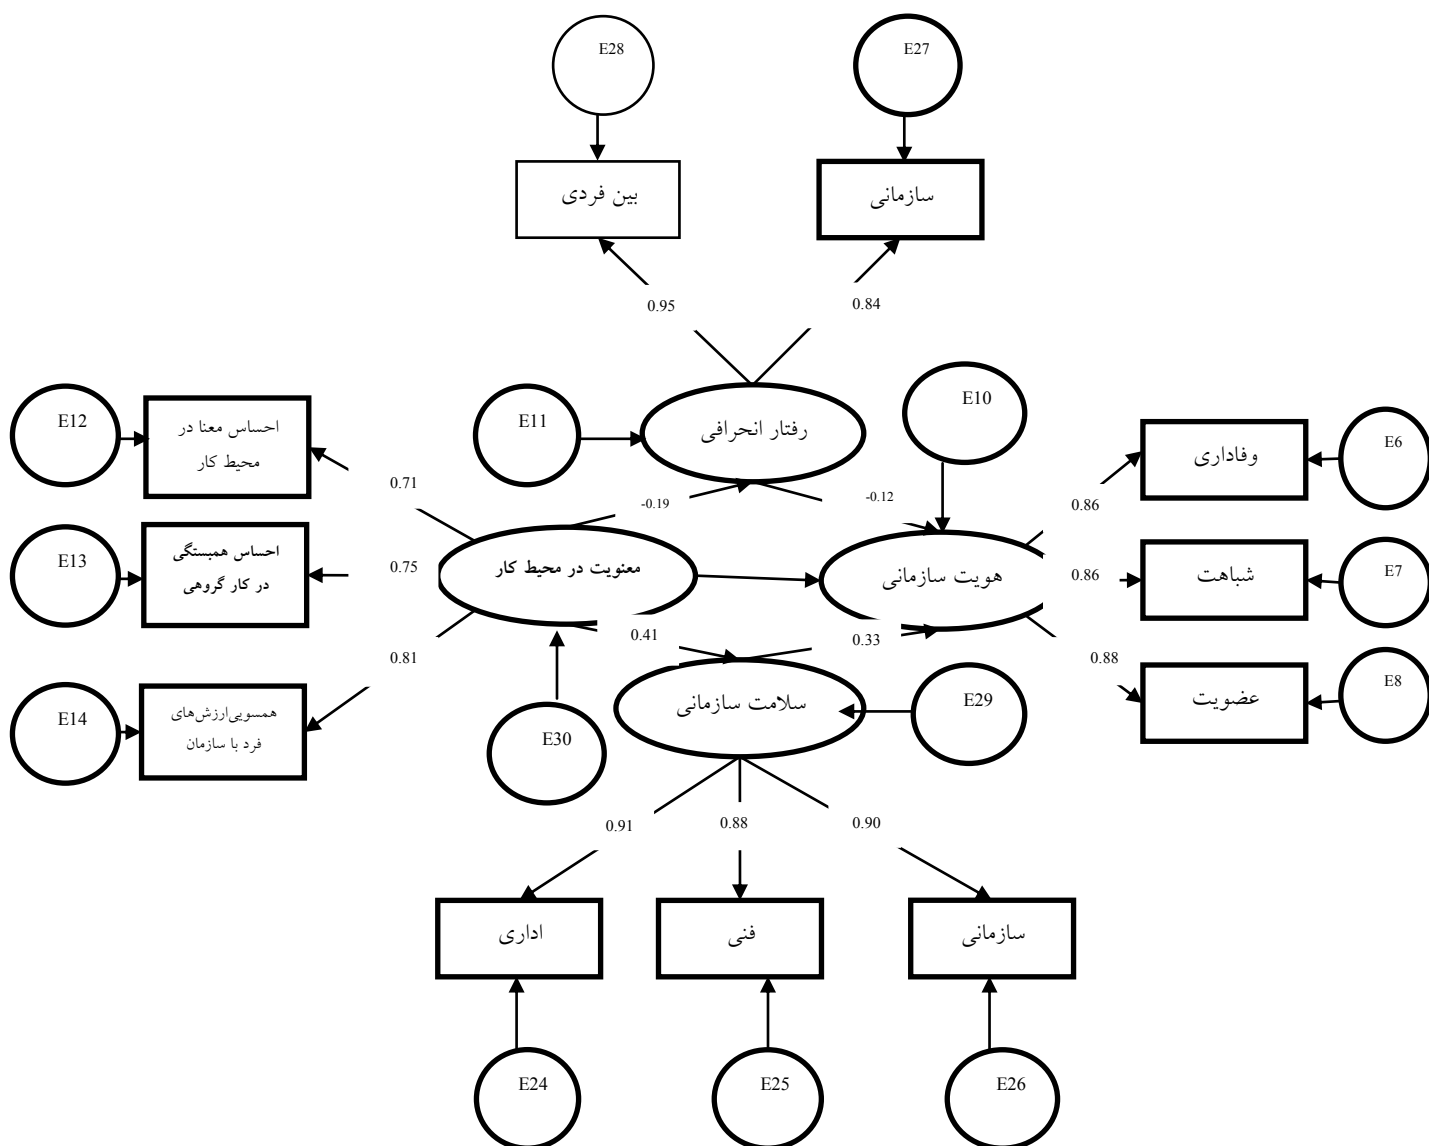 E28
E27
بین فردی
سازمانی
0.95
0.84
E12
احساس معنا در
محیط کار
E11
رفتار انحرافی
E10
وفاداری
E6
0.71
-0.19
-0.12
0.86
E13
احساس همبستگی
در کار گروهی
0.75
معنویت در محیط کار
هویت سازمانی
0.86
شباهت
E7
0.81
0.41
0.33
0.88
E14
همسویی‌ارزش‌های
فرد با سازمان
E30
سلامت سازمانی
E29
عضویت
E8
0.91
0.88
0.90
اداری
فنی
سازمانی
E24
E25
E26